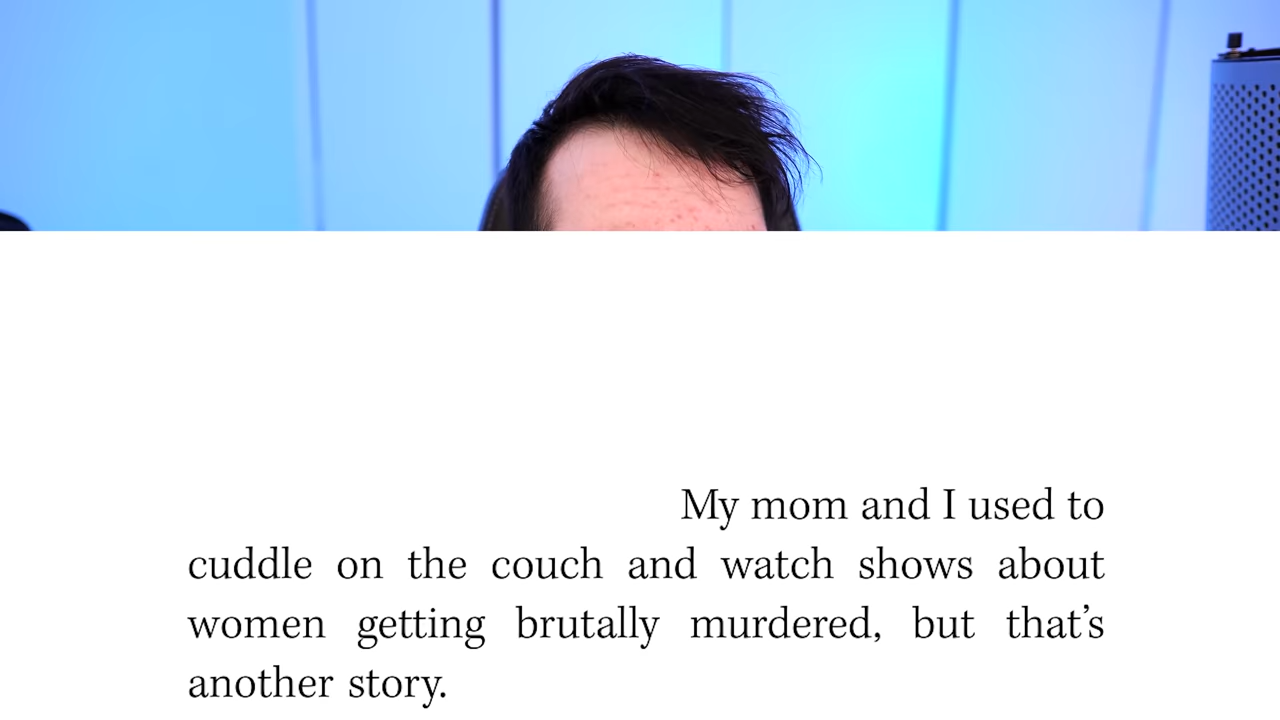 My mom and I used to
cuddle on the couch and watch shows about
women getting brutally murdered, but that’s
another story.